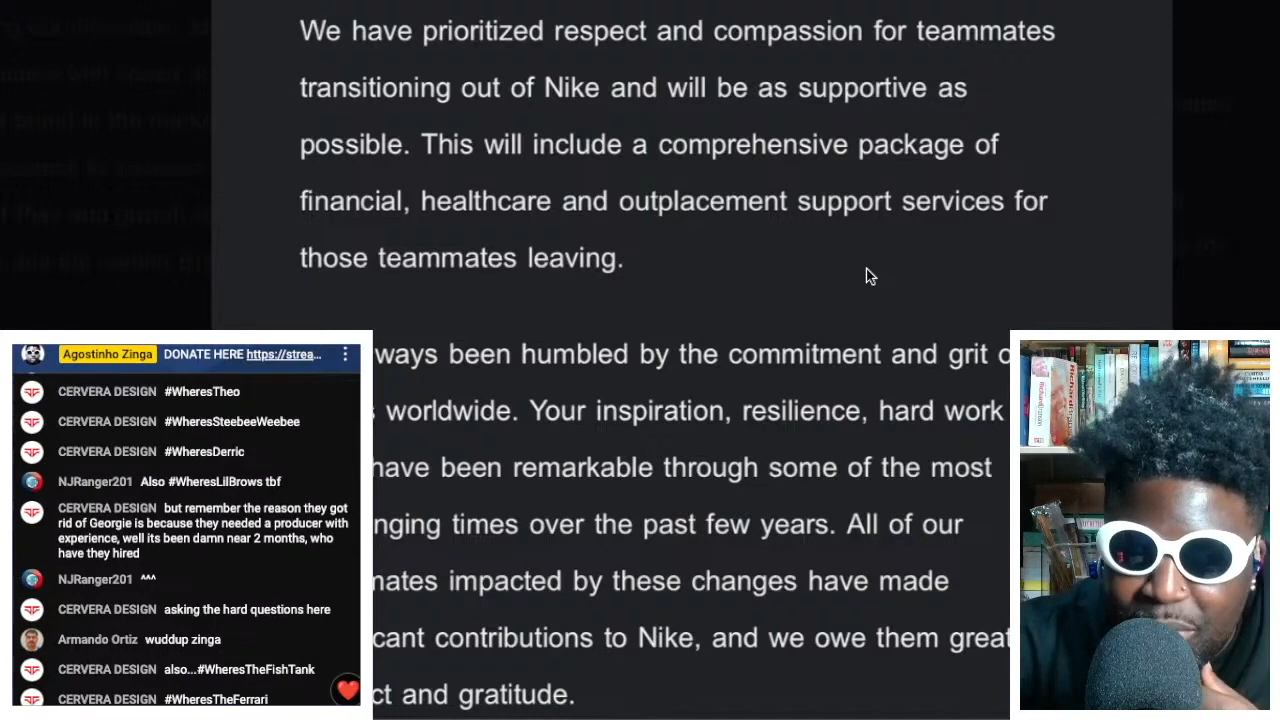 We have prioritized respect and compassion for teammates
transitioning out of Nike and will be as supportive as
possible. This will include a comprehensive package of
financial, healthcare and outplacement support services for
those teammates leaving.
ways been humbled by the commitment and grit o
worldwide. Your inspiration, resilience, hard work
have been remarkable through some of the most
nging times over the past few years. All of our
mates impacted by these changes have made
cant contributions to Nike, and we owe them great
ct and gratitude.
Agostinho Zinga DONATE HERE https://strea...
CERVERA DESIGN #WheresTheo
CERVERA DESIGN #WheresSteebeeWeebee
CERVERA DESIGN #WheresDerric
NJRanger201 Also #WheresLilBrows tbf
CERVERA DESIGN but remember the reason they got
rid of Georgie is because they needed a producer with
experience, well its been damn near 2 months, who
have they hired
NJRanger201 ^^^
CERVERA DESIGN asking the hard questions here
Armando Ortiz wuddup zinga
CERVERA DESIGN also...#WheresTheFishTank
CERVERA DESIGN #WheresTheFerrari